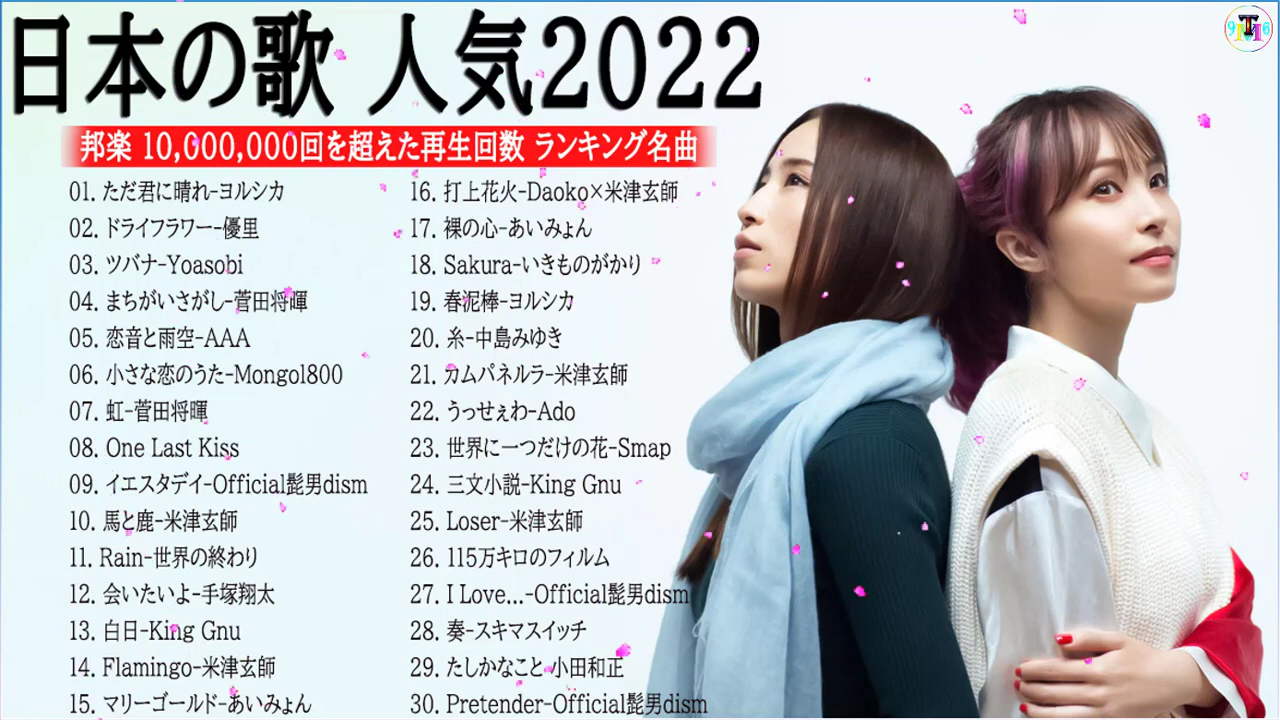 日本の歌 人気2022
邦楽 10,000,000回を超えた再生回数 ランキング名曲
01. ただ君に晴れ-ヨルシカ
02. ドライフラワー-優里
03. ツバナ-Yoasobi
04. まちがいさがし-菅田将暉
05. 恋音と雨空-AAA
06. 小さな恋のうた-Mongol800
07. 虹-菅田将暉
08. One Last Kiss
09. イエスタデイ-Official髭男dism
10. 馬と鹿-米津玄師
11. Rain-世界の終わり
12. 会いたいよ-手塚翔太
13. 白日-King Gnu
14. Flamingo-米津玄師
15. マリーゴールド-あいみょん
16. 打上花火-Daoko×米津玄師
17. 裸の心-あいみょん
18. Sakura-いきものがかり
19. 春泥棒-ヨルシカ
20. 糸-中島みゆき
21. カムパネルラ-米津玄師
22. うっせぇわ-Ado
23. 世界に一つだけの花-Smap
24. 三文小説-King Gnu
25. Loser-米津玄師
26. 115万キロのフィルム
27. I Love...-Official髭男dism
28. 奏-スキマスイッチ
29. たしかなこと-小田和正
30. Pretender-Official髭男dism